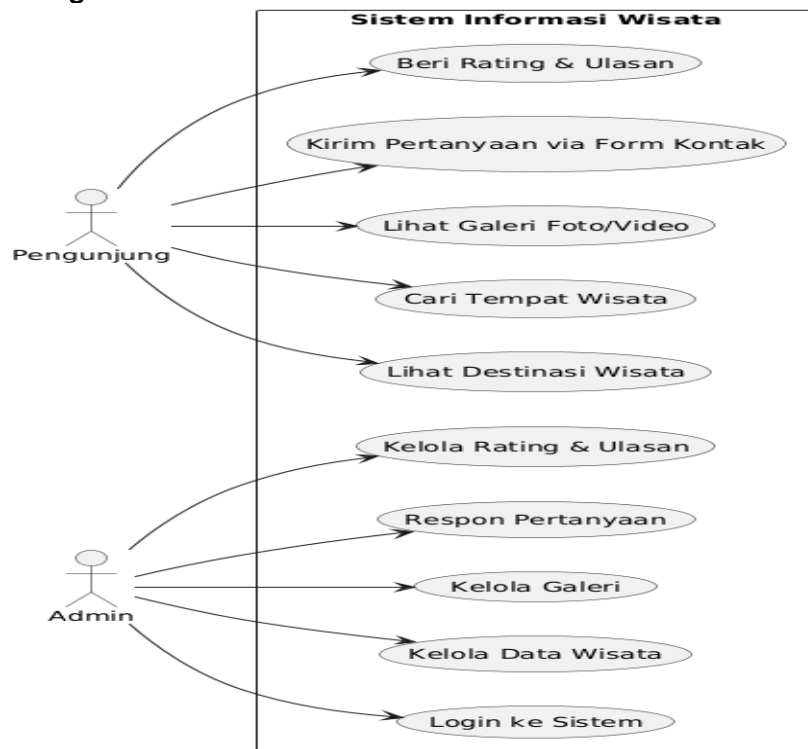 Sistem Informasi Wisata
Beri Rating & Ulasan
Kirim Pertanyaan via Form Kontak
Lihat Galeri Foto/Video
Pengunjung
Cari Tempat Wisata
Lihat Destinasi Wisata
Kelola Rating & Ulasan
Respon Pertanyaan
Kelola Galeri
Admin
Kelola Data Wisata
Login ke Sistem